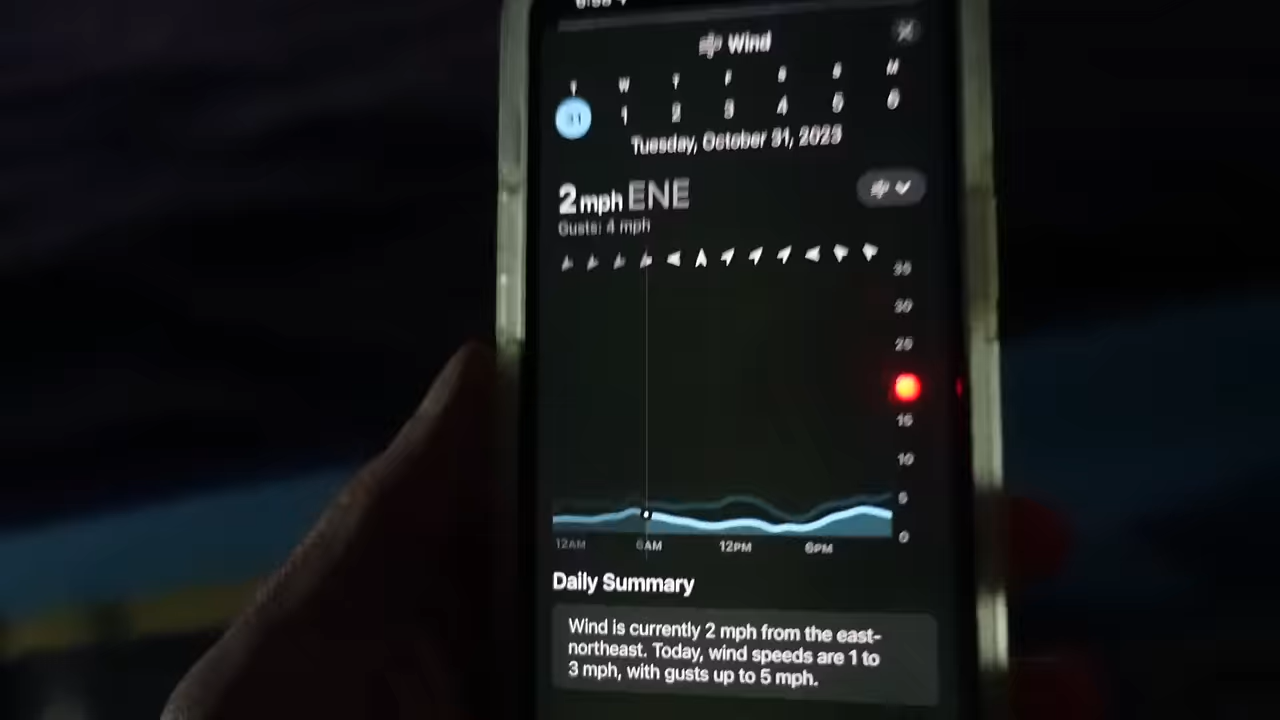 Wind
T W T F S S M
31 1 2 3 4 5 6
Tuesday, October 31, 2023
2 mph ENE
Gusts: 4 mph
35
30
25
15
10
5
0
12AM 6AM 12PM 6PM
Daily Summary
Wind is currently 2 mph from the east-
northeast. Today, wind speeds are 1 to
3 mph, with gusts up to 5 mph.